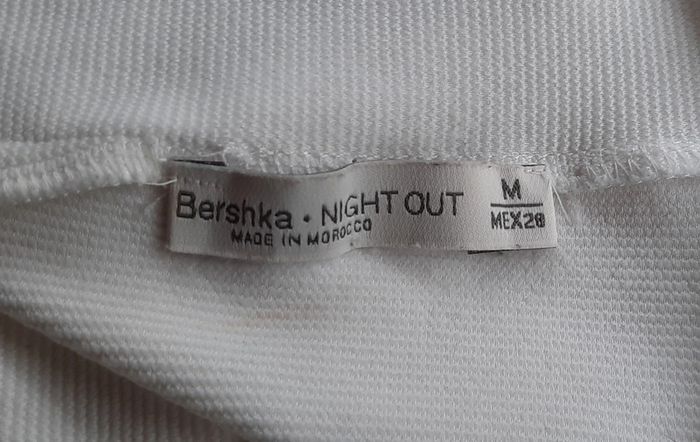 Bershka • NIGHT OUT
MADE IN MOROCCO
M
MEX28